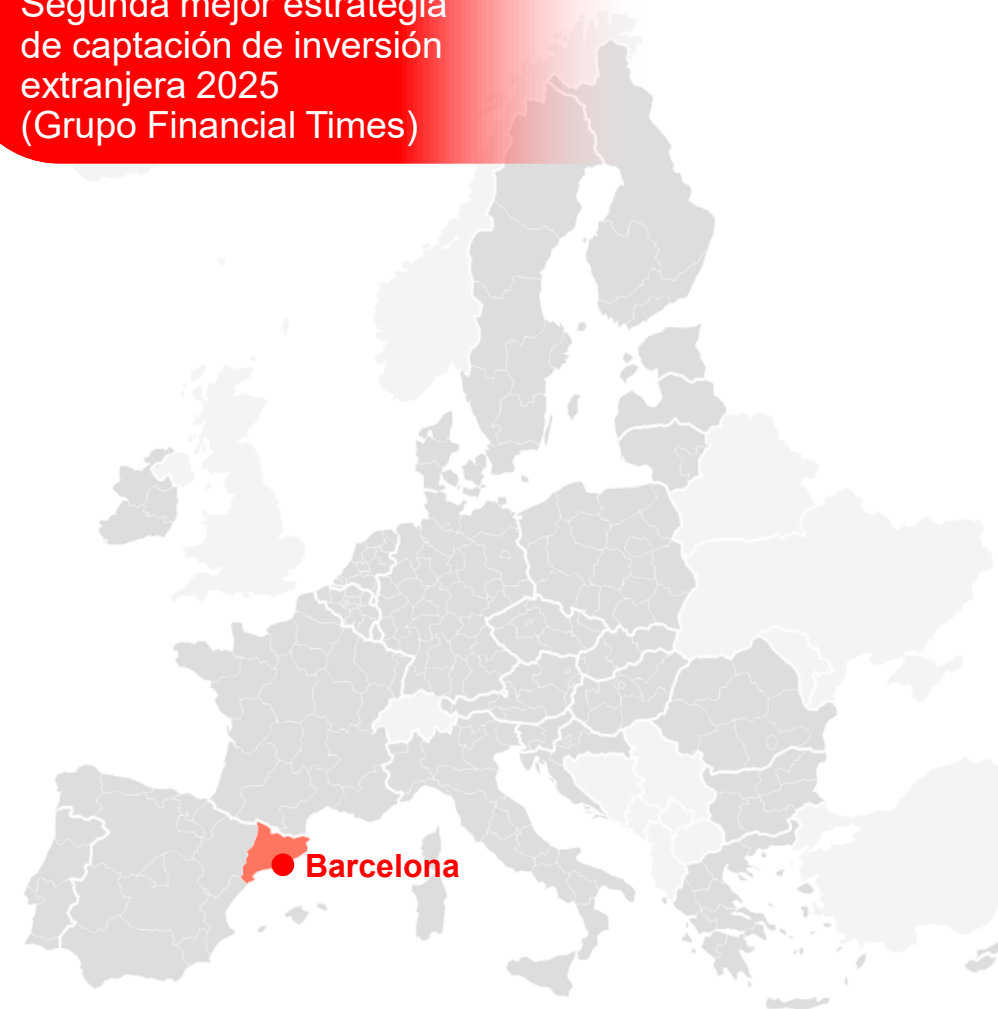 Segunda mejor estrategia
de captación de inversión
extranjera 2025
(Grupo Financial Times)
Barcelona